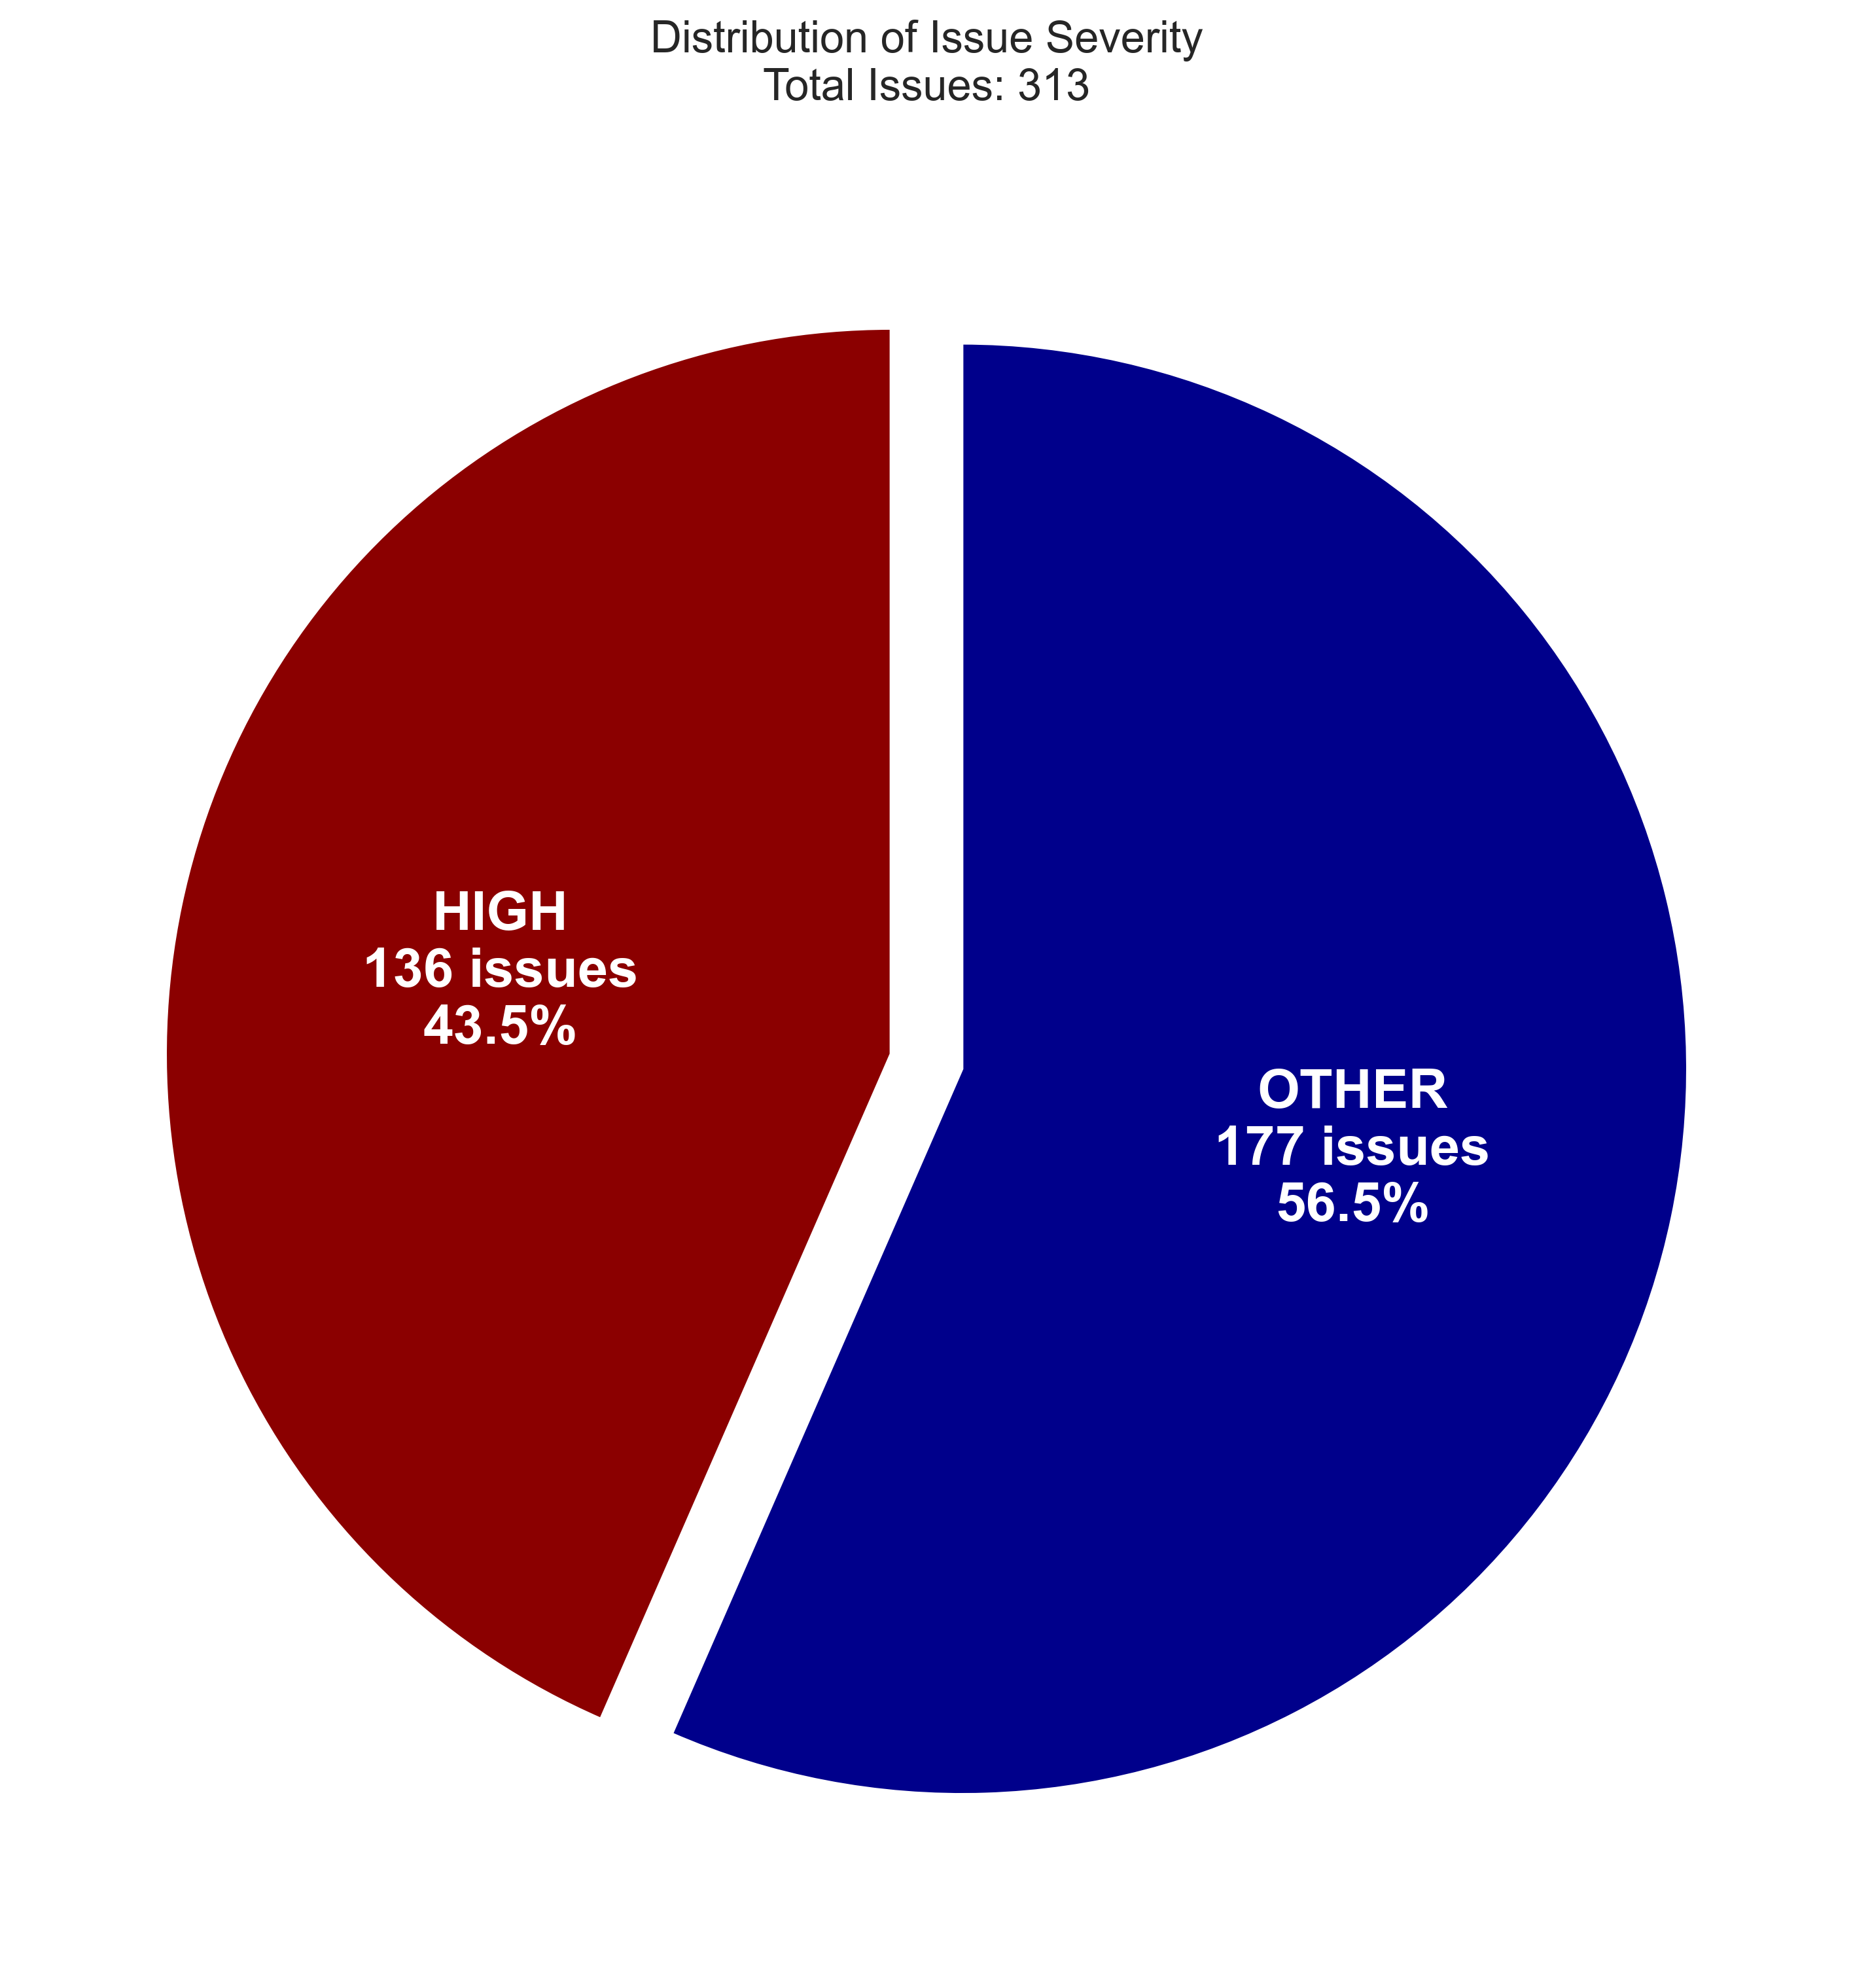 Distribution of Issue Severity
Total Issues: 313
HIGH
136 issues
43.5%
OTHER
177 issues
56.5%